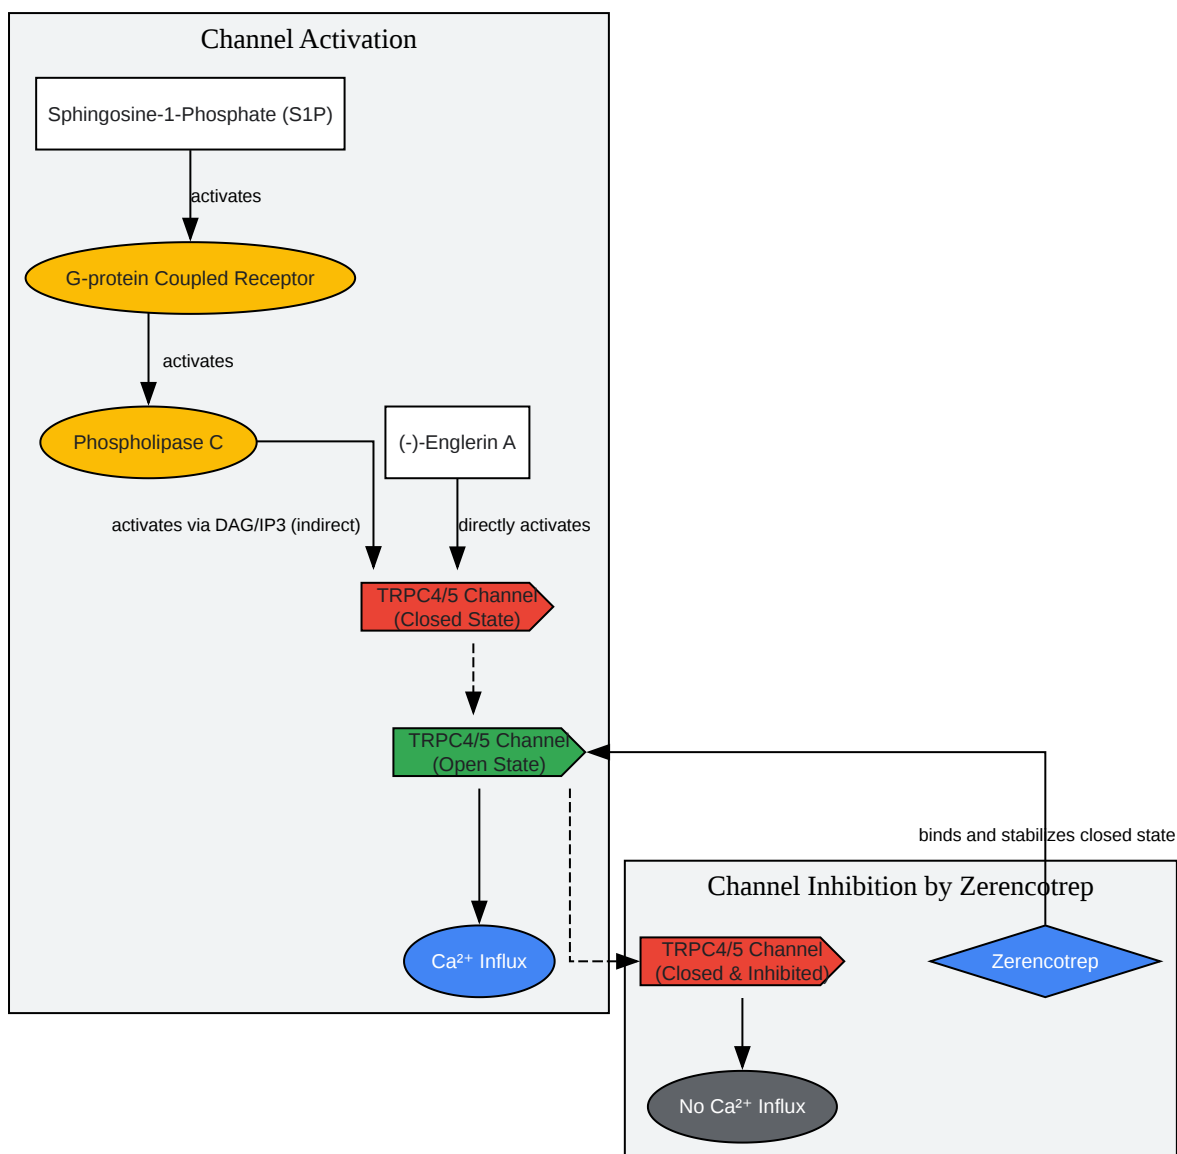 Channel Activation
Sphingosine-1-Phosphate (S1P)
activates
G-protein Coupled Receptor
activates
Phospholipase C
(-)-Englerin A
activates via DAG/IP3 (indirect)
directly activates
TRPC4/5 Channel
(Closed State)
TRPC4/5 Channel
(Open State)
binds and stabilizes closed state
Channel Inhibition by Zerencotrep
Ca²⁺ Influx
TRPC4/5 Channel
(Closed & Inhibited)
Zerencotrep
No Ca²⁺ Influx